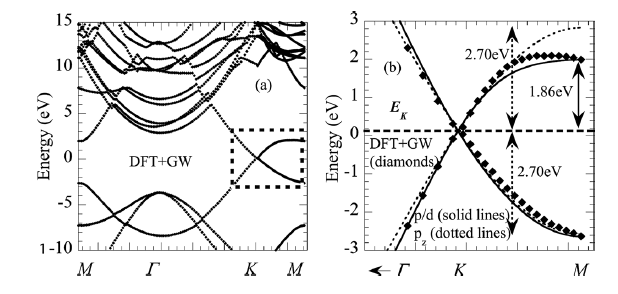 15
10
5
0
-5
1 -10
Energy (eV)
(a)
DFT+GW
M
Γ
K
M
3
2
1
0
-1
-2
-3
Energy (eV)
(b)
2.70eV
1.86eV
E_K
DFT+GW
(diamonds)
2.70eV
p/d (solid lines)
p_z (dotted lines)
← Γ
K
M